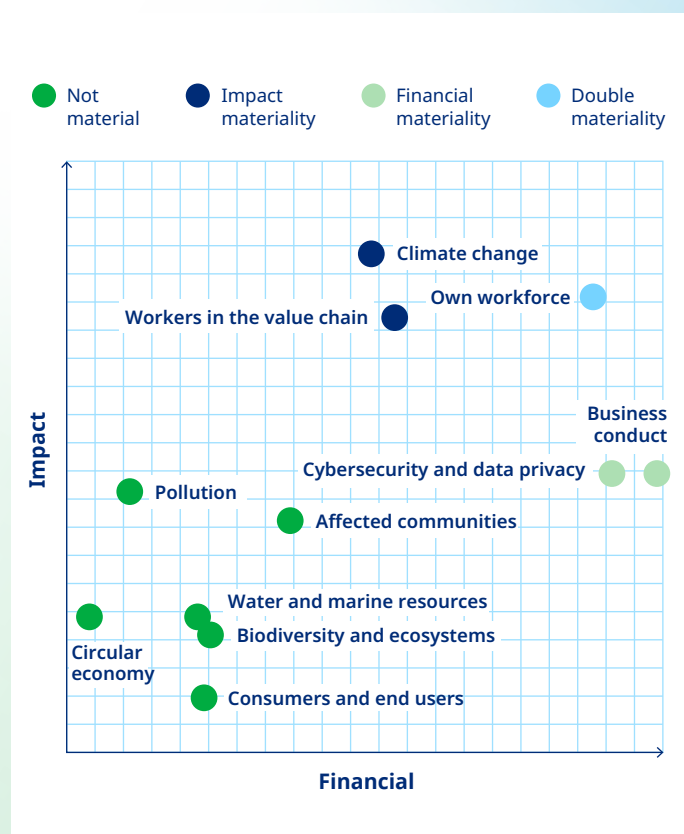 Not
material
Impact
materiality
Financial
materiality
Double
materiality
Climate change
Own workforce
Workers in the value chain
Business
conduct
Cybersecurity and data privacy
Impact
Pollution
Affected communities
Water and marine resources
Biodiversity and ecosystems
Circular
economy
Consumers and end users
Financial